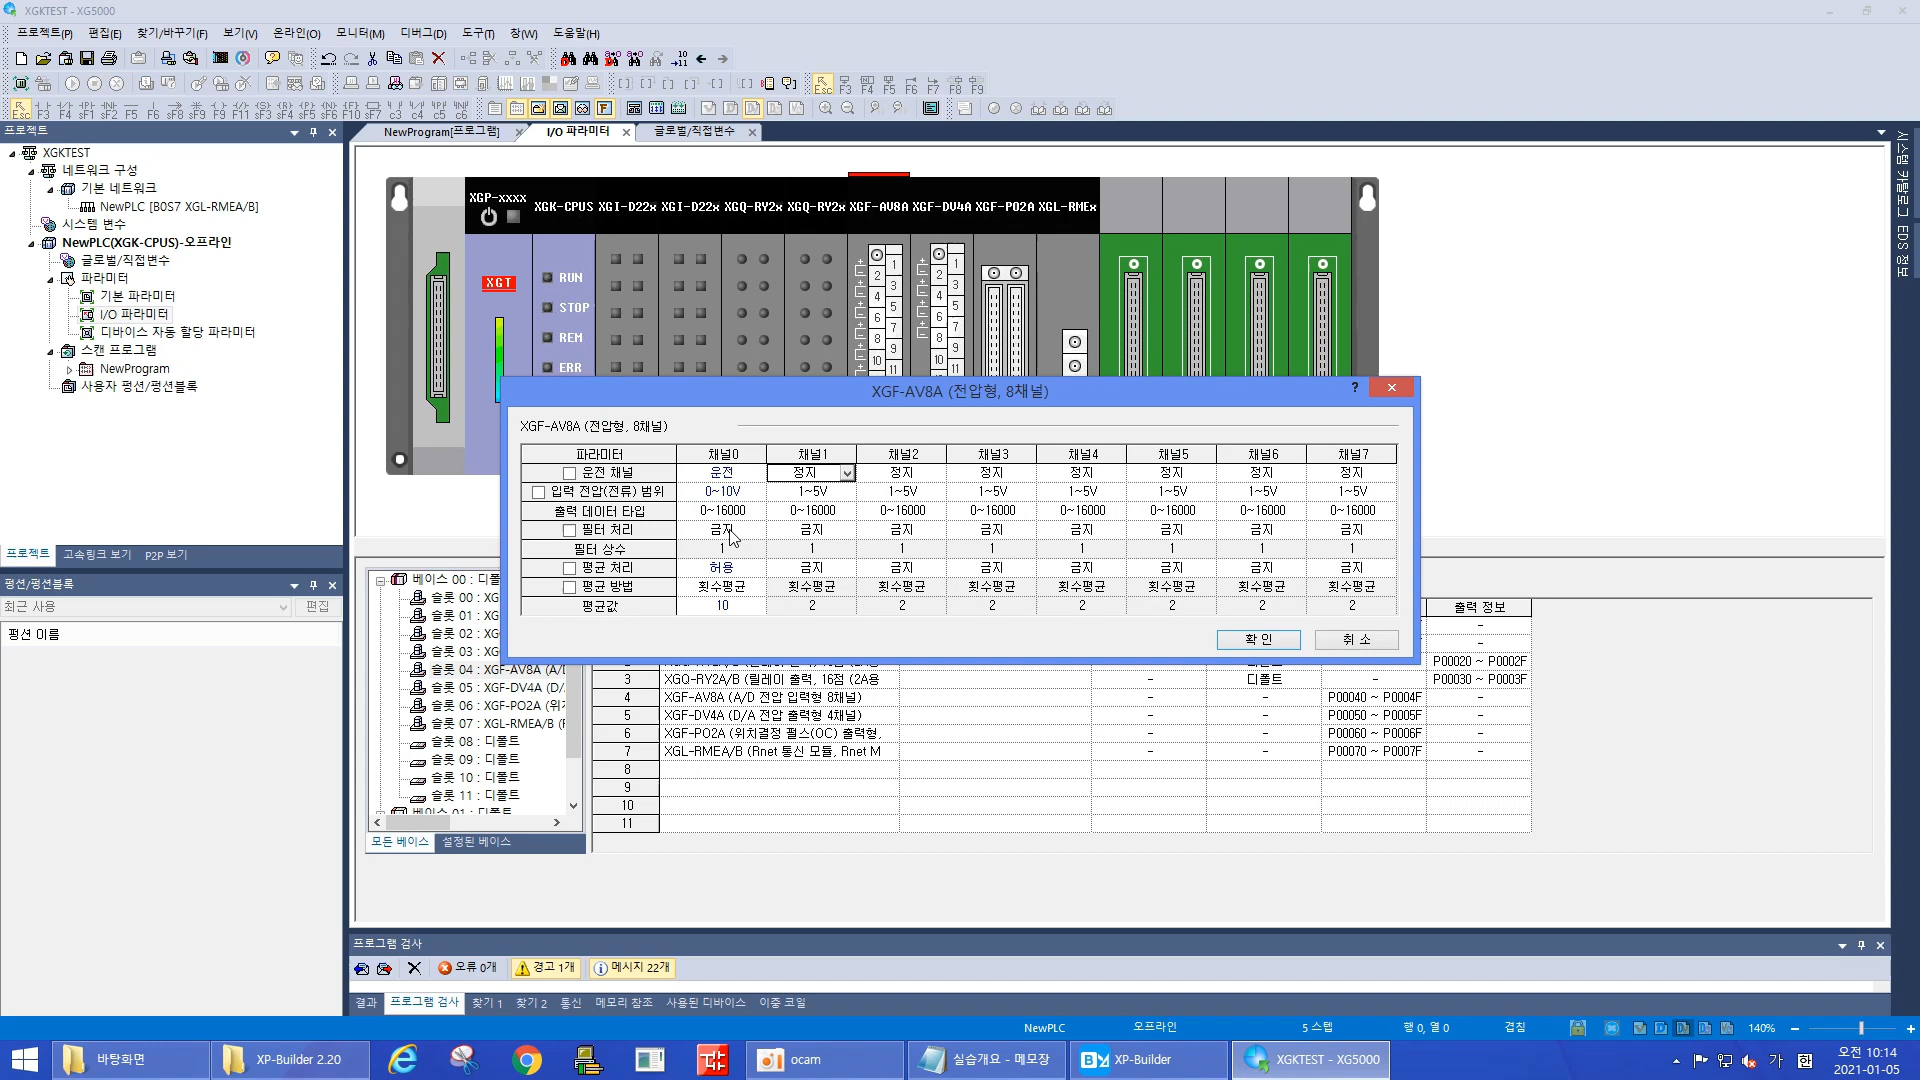 XGKTEST - XG5000
프로젝트(P) 편집(E) 찾기/바꾸기(F) 보기(V) 온라인(O) 모니터(M) 디버그(D) 도구(T) 창(W) 도움말(H)
프로젝트
NewProgram[프로그램] I/O 파라미터 글로벌/직접변수
XGKTEST
네트워크 구성
기본 네트워크
NewPLC [B0S7 XGL-RMEA/B]
시스템 변수
NewPLC(XGK-CPUS)-오프라인
글로벌/직접변수
파라미터
기본 파라미터
I/O 파라미터
디바이스 자동 할당 파라미터
스캔 프로그램
NewProgram
사용자 펑션/펑션블록
XGP-xxxx XGK-CPUS XGI-D22x XGI-D22x XGQ-RY2x XGQ-RY2x XGF-AV8A XGF-DV4A XGF-PO2A XGL-RMEx
XGT
RUN
STOP
REM
ERR
시스템 카탈로그
EDS 정보
XGF-AV8A (전압형, 8채널)
XGF-AV8A (전압형, 8채널)
파라미터 채널0 채널1 채널2 채널3 채널4 채널5 채널6 채널7
운전 채널 운전 정지 정지 정지 정지 정지 정지 정지
입력 전압(전류) 범위 0~10V 1~5V 1~5V 1~5V 1~5V 1~5V 1~5V 1~5V
출력 데이터 타입 0~16000 0~16000 0~16000 0~16000 0~16000 0~16000 0~16000 0~16000
필터 처리 금지 금지 금지 금지 금지 금지 금지 금지
필터 상수 1 1 1 1 1 1 1 1
평균 처리 허용 금지 금지 금지 금지 금지 금지 금지
평균 방법 횟수평균 횟수평균 횟수평균 횟수평균 횟수평균 횟수평균 횟수평균 횟수평균
평균값 10 2 2 2 2 2 2 2
확 인 취 소
프로젝트 고속링크 보기 P2P 보기
펑션/펑션블록
최근 사용 편집
펑션 이름
베이스 00 : 디폴
슬롯 00 : XG
슬롯 01 : XG
슬롯 02 : XG
슬롯 03 : XG
슬롯 04 : XGF-AV8A (A/D
슬롯 05 : XGF-DV4A (D/
슬롯 06 : XGF-PO2A (위
슬롯 07 : XGL-RMEA/B (
슬롯 08 : 디폴트
슬롯 09 : 디폴트
슬롯 10 : 디폴트
슬롯 11 : 디폴트
모든 베이스 설정된 베이스
출력 정보
-
-
P00020 ~ P0002F
3 XGQ-RY2A/B (릴레이 출력, 16점 (2A용 - 디폴트 - P00030 ~ P0003F
4 XGF-AV8A (A/D 전압 입력형 8채널) - - P00040 ~ P0004F -
5 XGF-DV4A (D/A 전압 출력형 4채널) - - P00050 ~ P0005F -
6 XGF-PO2A (위치결정 펄스(OC) 출력형, - - P00060 ~ P0006F -
7 XGL-RMEA/B (Rnet 통신 모듈, Rnet M - - P00070 ~ P0007F -
8
9
10
11
프로그램 검사
오류 0개 경고 1개 메시지 22개
결과 프로그램 검사 찾기 1 찾기 2 통신 메모리 참조 사용된 디바이스 이중 코일
NewPLC 오프라인 5 스텝 행 0, 열 0 겹침 140%
바탕화면 XP-Builder 2.20 ocam 실습개요 - 메모장 XP-Builder XGKTEST - XG5000
가 한
오전 10:14
2021-01-05